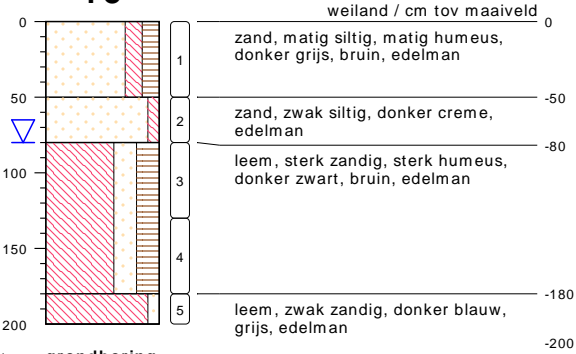 weiland / cm tov maaiveld
0
0
zand, matig siltig, matig humeus,
donker grijs, bruin, edelman
1
50
-50
zand, zwak siltig, donker creme,
edelman
2
-80
leem, sterk zandig, sterk humeus,
donker zwart, bruin, edelman
100
3
150
4
-180
leem, zwak zandig, donker blauw,
grijs, edelman
5
200
-200